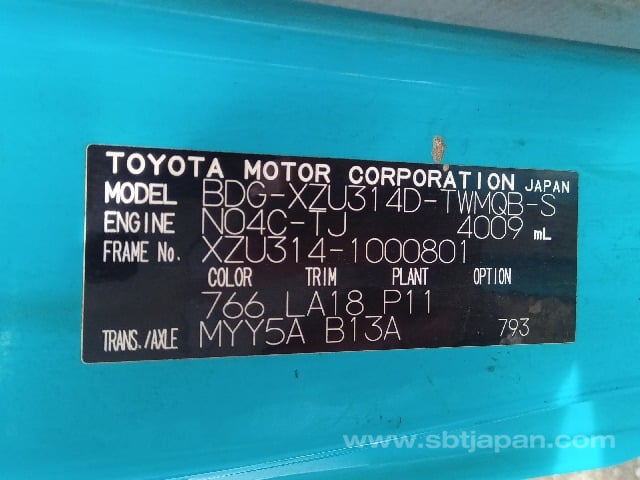 TOYOTA MOTOR CORPORATION JAPAN
MODEL BDG-XZU314D-TWMQB-S
ENGINE N04C-TJ 4009 mL
FRAME No. XZU314-1000801
COLOR TRIM PLANT OPTION
766 LA18 P11
TRANS./AXLE MYY5A B13A 793
www.sbtjapan.com